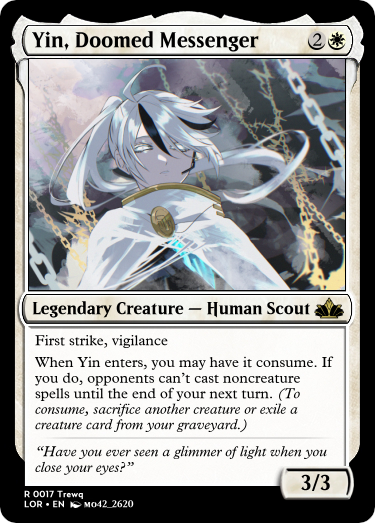 Yin, Doomed Messenger 2
Legendary Creature — Human Scout
First strike, vigilance
When Yin enters, you may have it consume. If
you do, opponents can't cast noncreature
spells until the end of your next turn. (To
consume, sacrifice another creature or exile a
creature card from your graveyard.)
“Have you ever seen a glimmer of light when you
close your eyes?”
3/3
R 0017 Trewq
LOR • EN MO42_2620